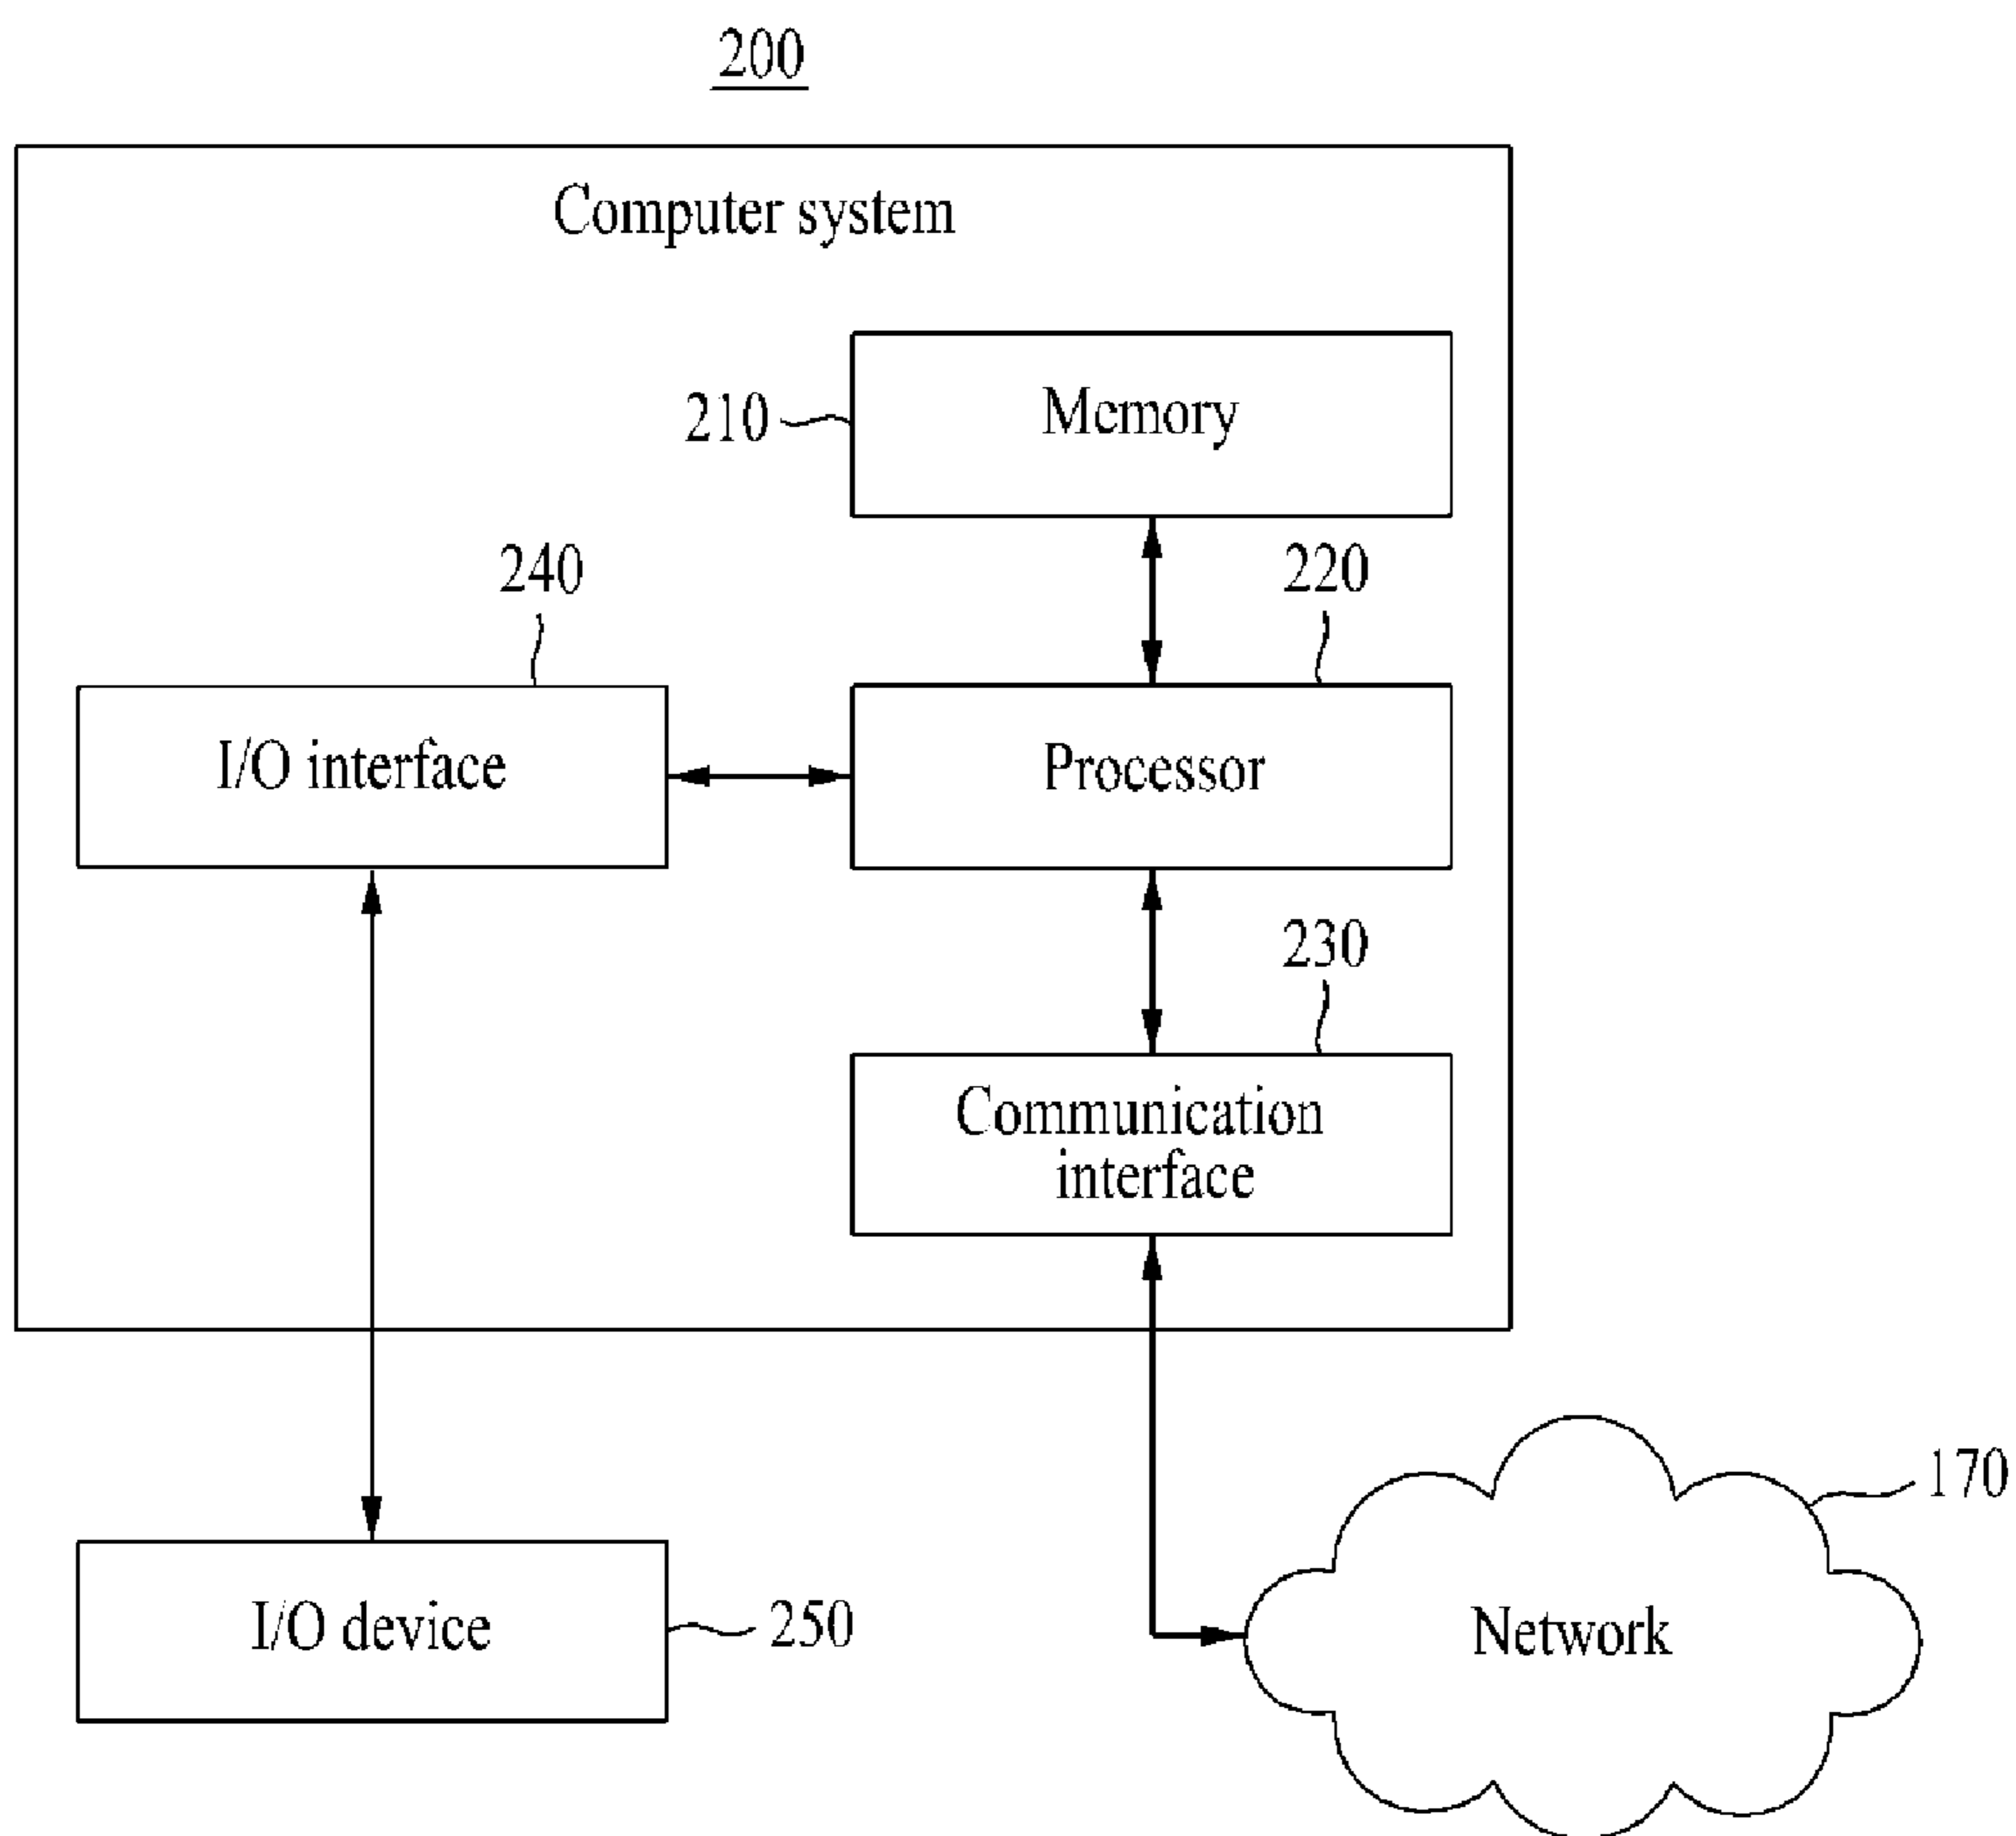 200
Computer system
Memory
210
240
220
I/O interface
Processor
230
Communication
interface
170
I/O device
250
Network